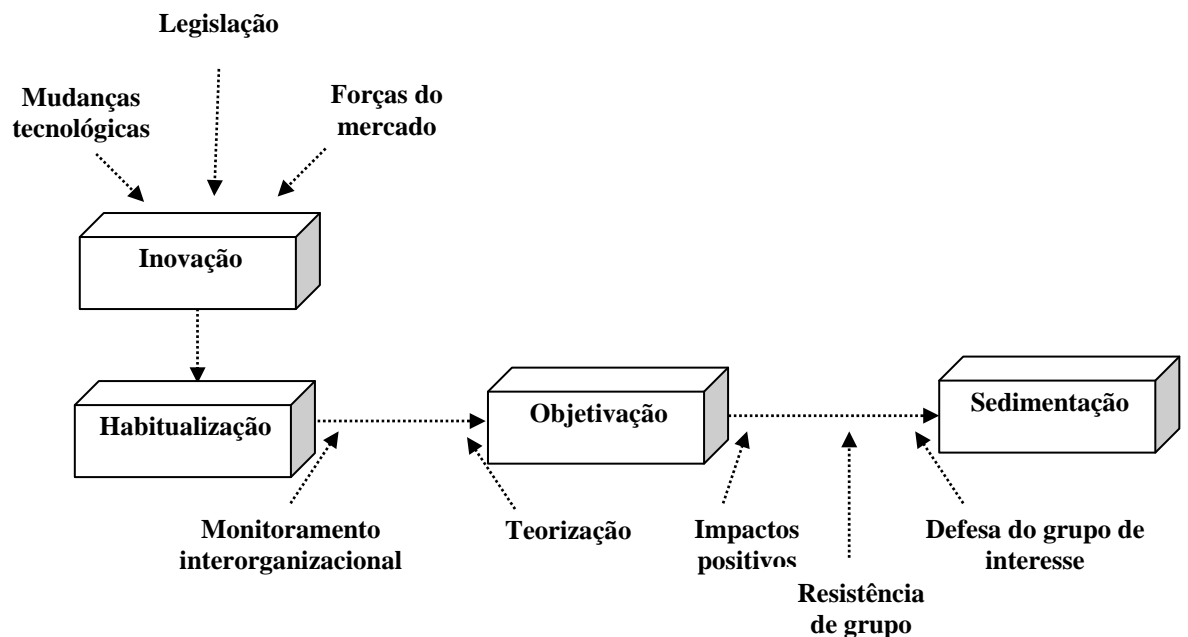 Legislação
Mudanças
tecnológicas
Forças do
mercado
Inovação
Habitualização
Objetivação
Sedimentação
Monitoramento
interorganizacional
Teorização
Impactos
positivos
Defesa do grupo de
interesse
Resistência
de grupo